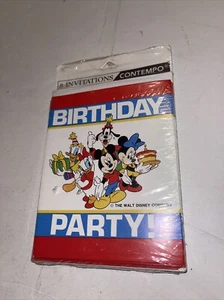 8-INVITATIONS CONTEMPO
BIRTHDAY
© THE WALT DISNEY COMPANY
PARTY!